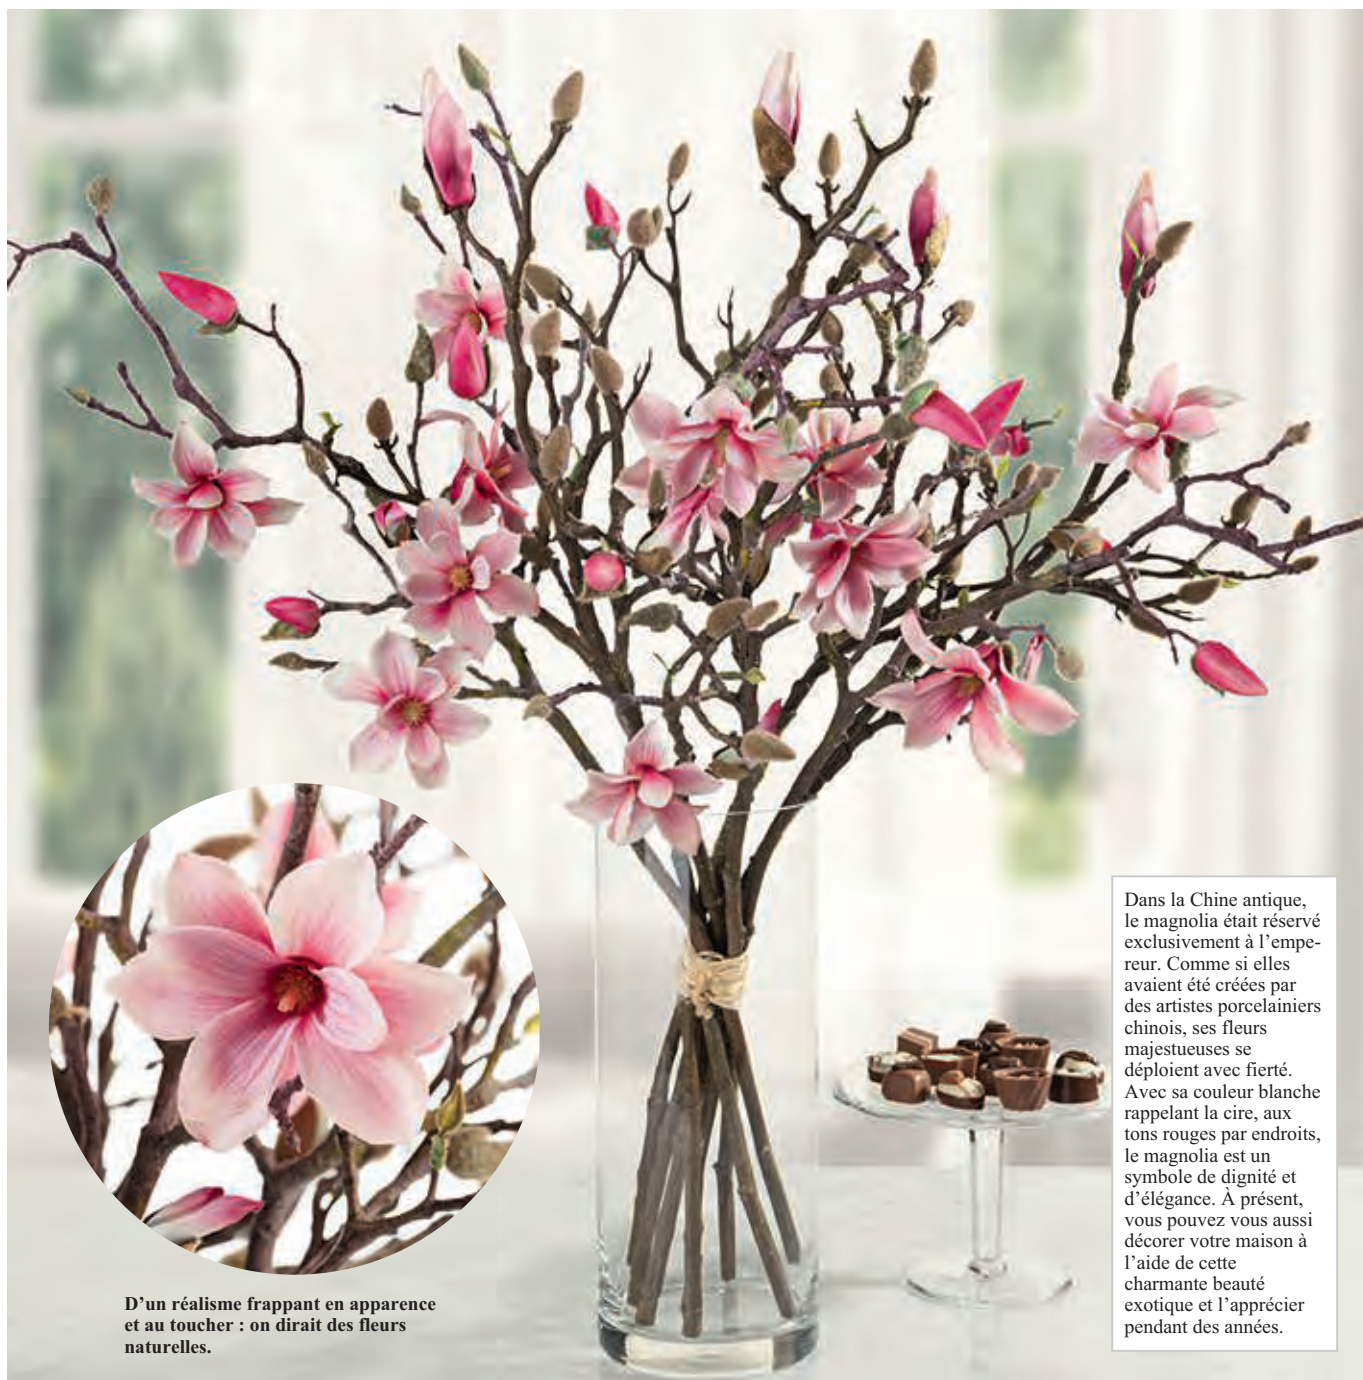 Dans la Chine antique,
le magnolia était réservé
exclusivement à l’empe-
reur. Comme si elles
avaient été créées par
des artistes porcelainiers
chinois, ses fleurs
majestueuses se
déploient avec fierté.
Avec sa couleur blanche
rappelant la cire, aux
tons rouges par endroits,
le magnolia est un
symbole de dignité et
d’élégance. À présent,
vous pouvez vous aussi
décorer votre maison à
l’aide de cette
charmante beauté
exotique et l’apprécier
pendant des années.
D’un réalisme frappant en apparence
et au toucher : on dirait des fleurs
naturelles.